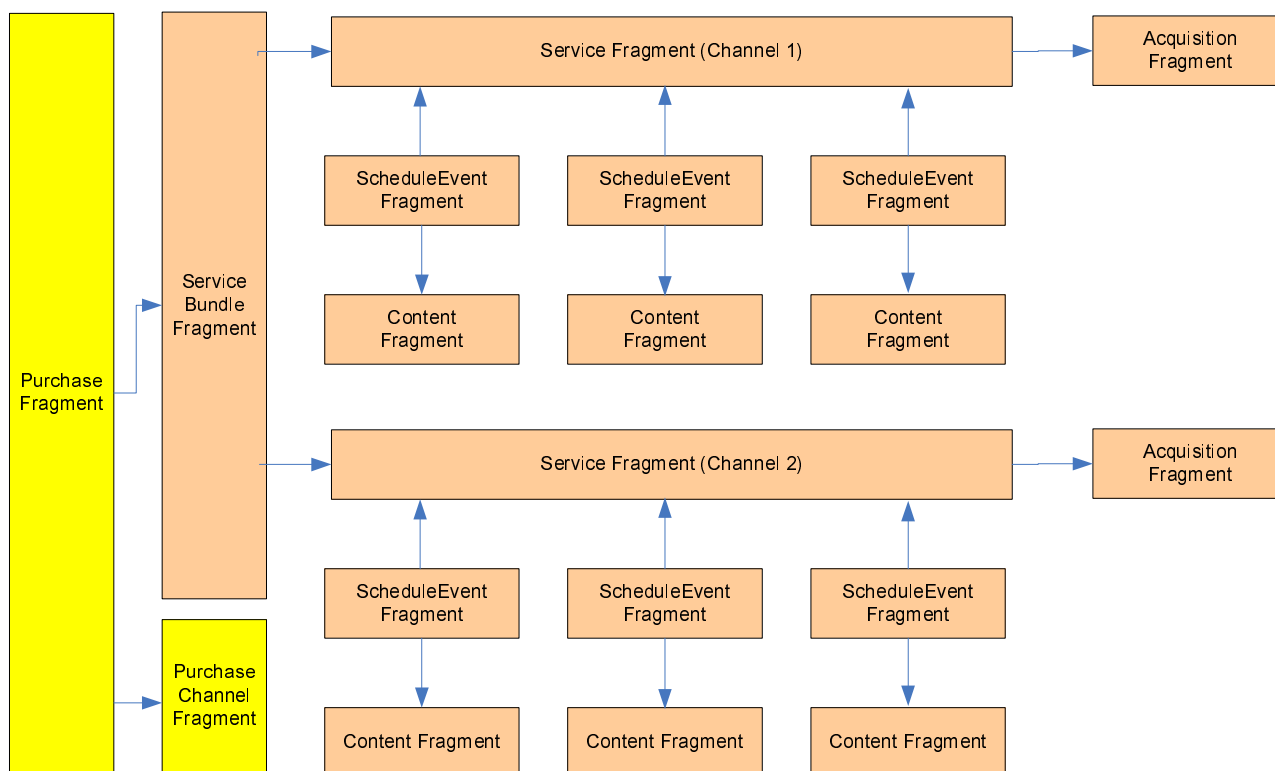 Service Fragment (Channel 1)
Acquisition
Fragment
ScheduleEvent
Fragment
ScheduleEvent
Fragment
ScheduleEvent
Fragment
Service
Bundle
Fragment
Content
Fragment
Content
Fragment
Content
Fragment
Purchase
Fragment
Service Fragment (Channel 2)
Acquisition
Fragment
ScheduleEvent
Fragment
ScheduleEvent
Fragment
ScheduleEvent
Fragment
Purchase
Channel
Fragment
Content Fragment
Content Fragment
Content Fragment